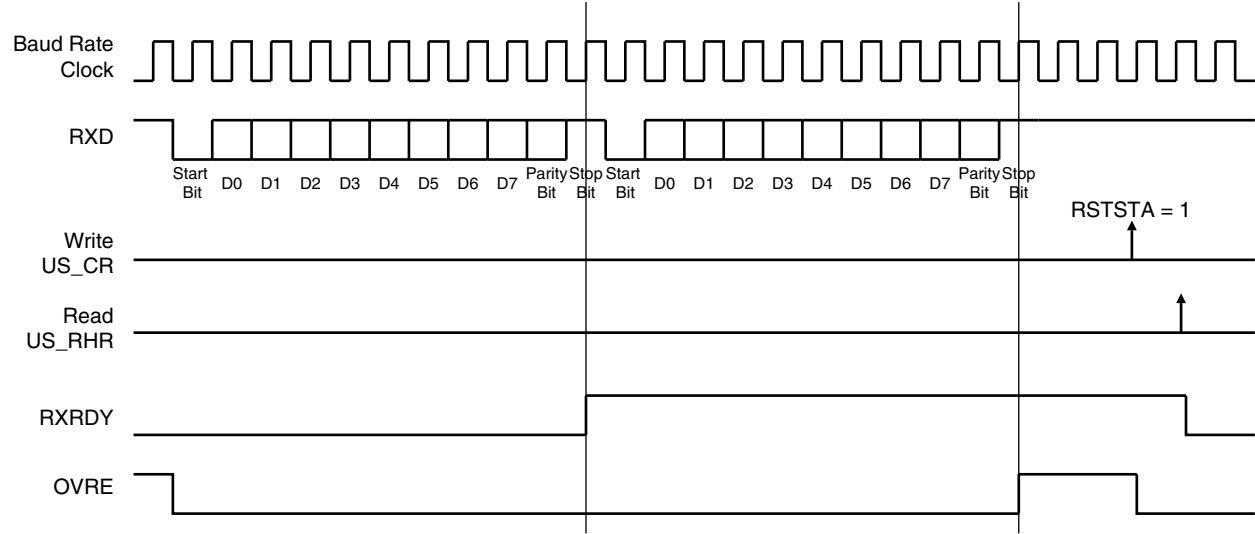 Baud Rate
Clock
RXD
Start
Bit
D0 D1 D2 D3 D4 D5 D6 D7
Parity
Bit
Stop
Bit
Start
Bit
D0 D1 D2 D3 D4 D5 D6 D7
Parity
Bit
Stop
Bit
RSTSTA = 1
Write
US_CR
Read
US_RHR
RXRDY
OVRE